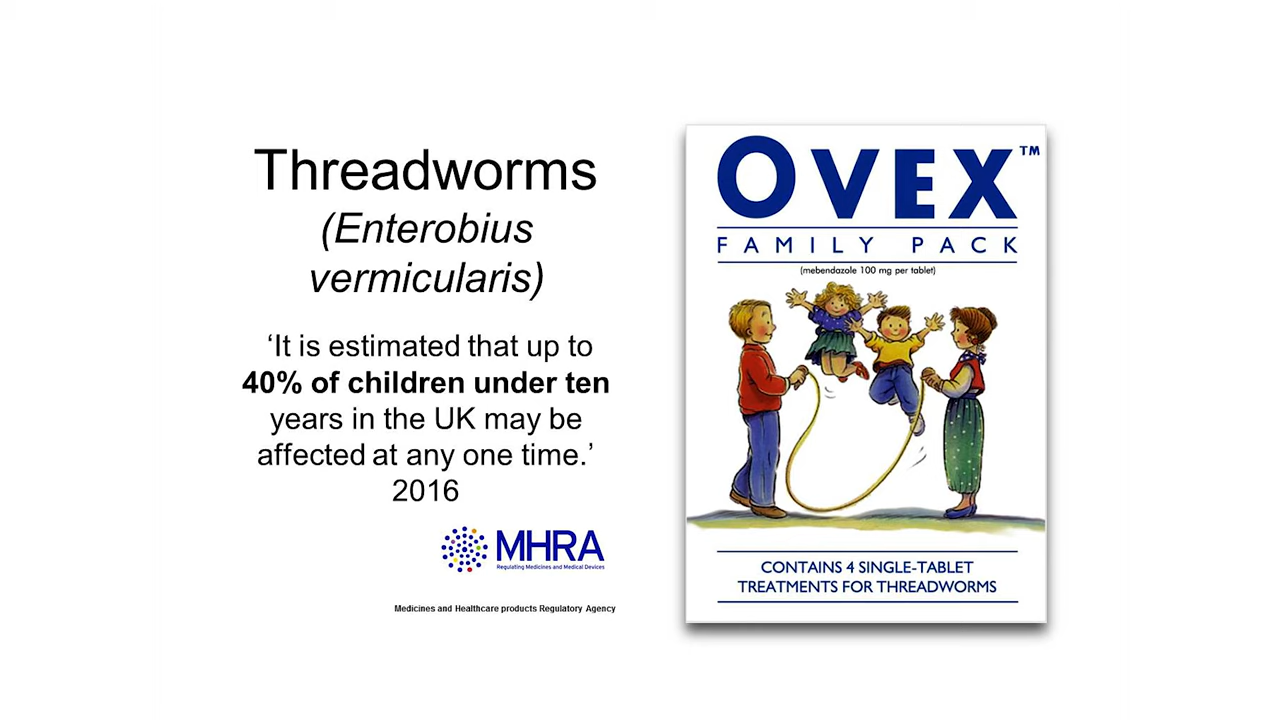 Threadworms
(Enterobius
vermicularis)
‘It is estimated that up to
40% of children under ten
years in the UK may be
affected at any one time.’
2016
MHRA
Regulating Medicines and Medical Devices
Medicines and Healthcare products Regulatory Agency
OVEX™
FAMILY PACK
(mebendazole 100 mg per tablet)
CONTAINS 4 SINGLE-TABLET
TREATMENTS FOR THREADWORMS